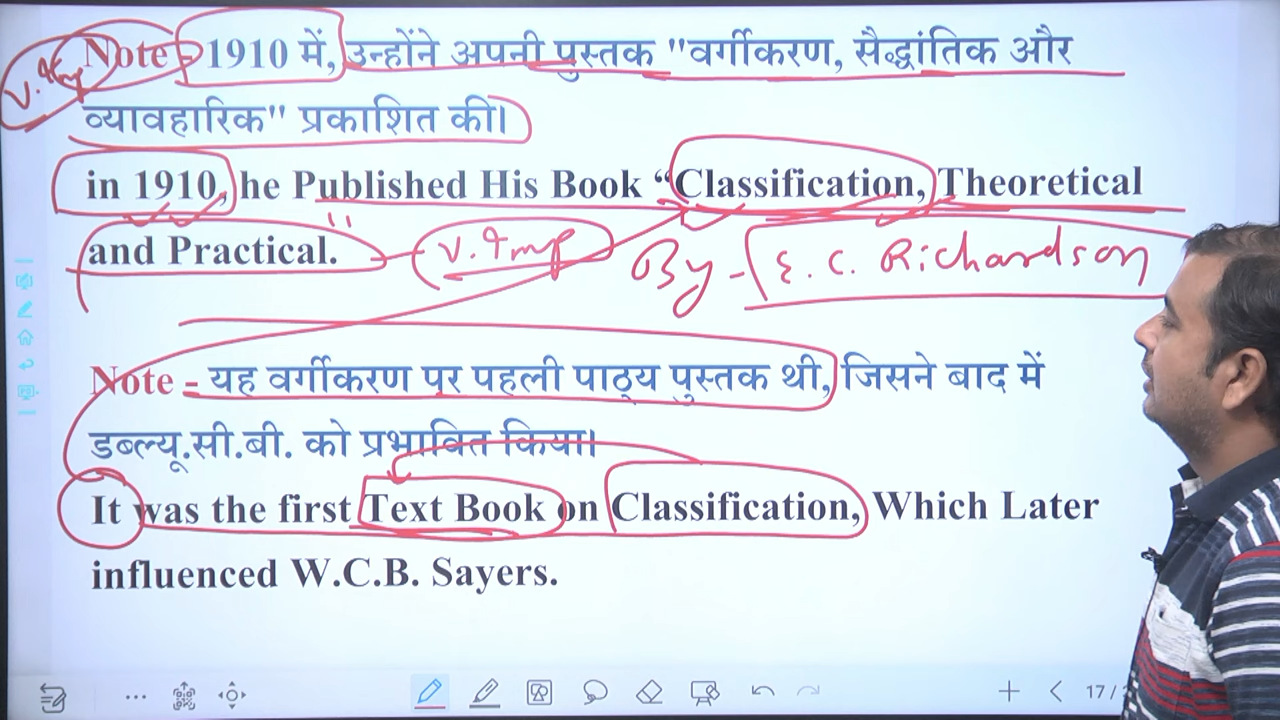 v. Imp
Note - 1910 में, उन्होंने अपनी पुस्तक "वर्गीकरण, सैद्धांतिक और
व्यावहारिक" प्रकाशित की।
in 1910, he Published His Book “Classification, Theoretical
and Practical.” v. Imp By - E. C. Richardson
Note - यह वर्गीकरण पर पहली पाठ्य पुस्तक थी, जिसने बाद में
डब्ल्यू.सी.बी. को प्रभावित किया।
It was the first Text Book on Classification, Which Later
influenced W.C.B. Sayers.
17/